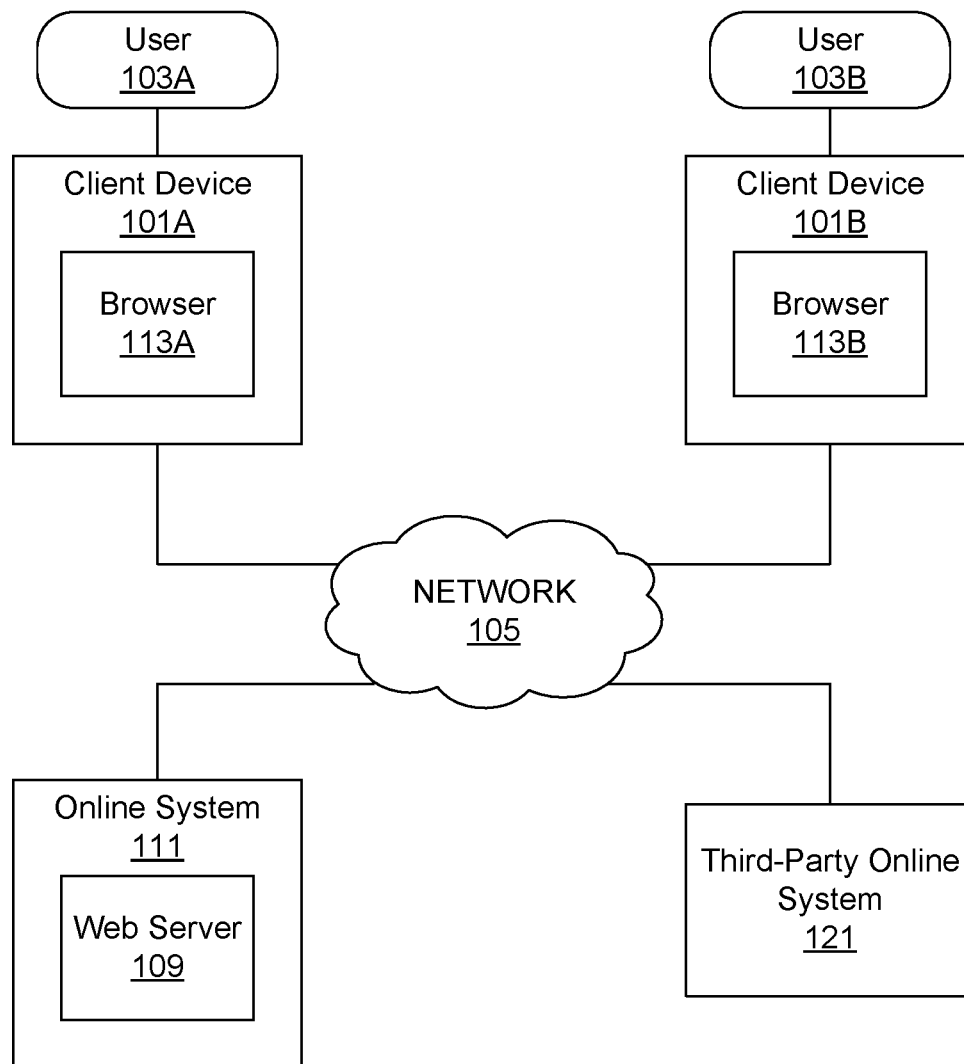 User
103A
User
103B
Client Device
101A
Client Device
101B
Browser
113A
Browser
113B
NETWORK
105
Online System
111
Web Server
109
Third-Party Online
System
121